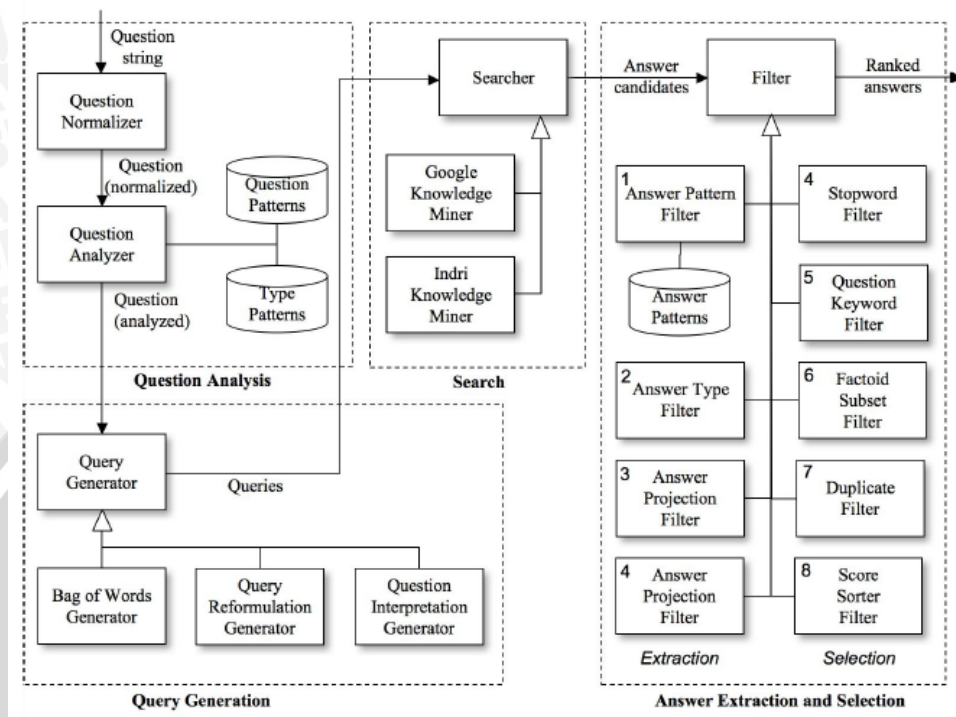 Question
string
Question
Normalizer
Question
(normalized)
Question
Patterns
Question
Analyzer
Type
Patterns
Question
(analyzed)
Question Analysis
Searcher
Google
Knowledge
Miner
Indri
Knowledge
Miner
Search
Query
Generator
Queries
Bag of Words
Generator
Query
Reformulation
Generator
Question
Interpretation
Generator
Query Generation
Answer
candidates
Filter
Ranked
answers
1
Answer Pattern
Filter
Answer
Patterns
2
Answer Type
Filter
3
Answer
Projection
Filter
4
Answer
Projection
Filter
Extraction
4
Stopword
Filter
5
Question
Keyword
Filter
6
Factoid
Subset
Filter
7
Duplicate
Filter
8
Score
Sorter
Filter
Selection
Answer Extraction and Selection